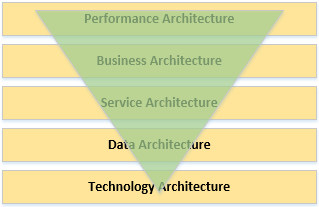 Performance Architecture
Business Architecture
Service Architecture
Data Architecture
Technology Architecture